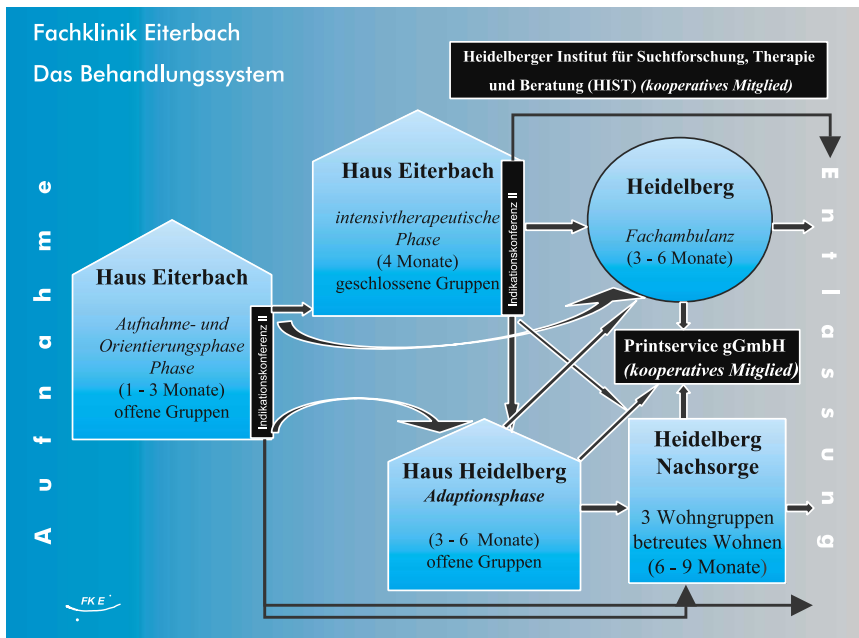 Fachklinik Eiterbach
Das Behandlungssystem
Heidelberger Institut für Suchtforschung, Therapie
und Beratung (HIST) (kooperatives Mitglied)
Aufnahme
Haus Eiterbach
Aufnahme- und
Orientierungsphase
Phase
(1 - 3 Monate)
offene Gruppen
Indikationskonferenz II
Haus Eiterbach
intensivtherapeutische
Phase
(4 Monate)
geschlossene Gruppen
Indikationskonferenz II
Heidelberg
Fachambulanz
(3 - 6 Monate)
Printservice gGmbH
(kooperatives Mitglied)
Haus Heidelberg
Adaptionsphase
(3 - 6 Monate)
offene Gruppen
Heidelberg
Nachsorge
3 Wohngruppen
betreutes Wohnen
(6 - 9 Monate)
Entlassung
FK E